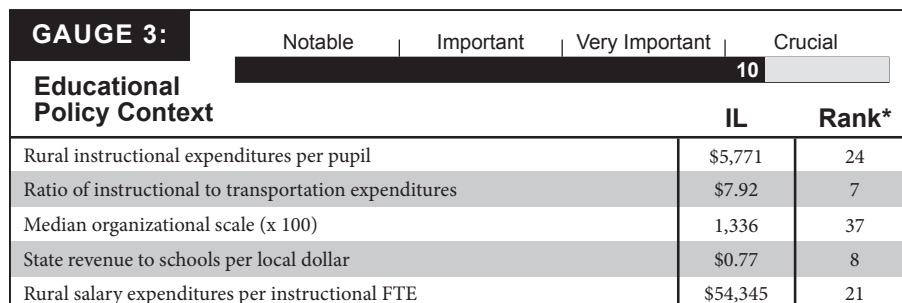 GAUGE 3:
Notable | Important | Very Important | Crucial
10
Educational
Policy Context
IL Rank*
Rural instructional expenditures per pupil $5,771 24
Ratio of instructional to transportation expenditures $7.92 7
Median organizational scale (x 100) 1,336 37
State revenue to schools per local dollar $0.77 8
Rural salary expenditures per instructional FTE $54,345 21